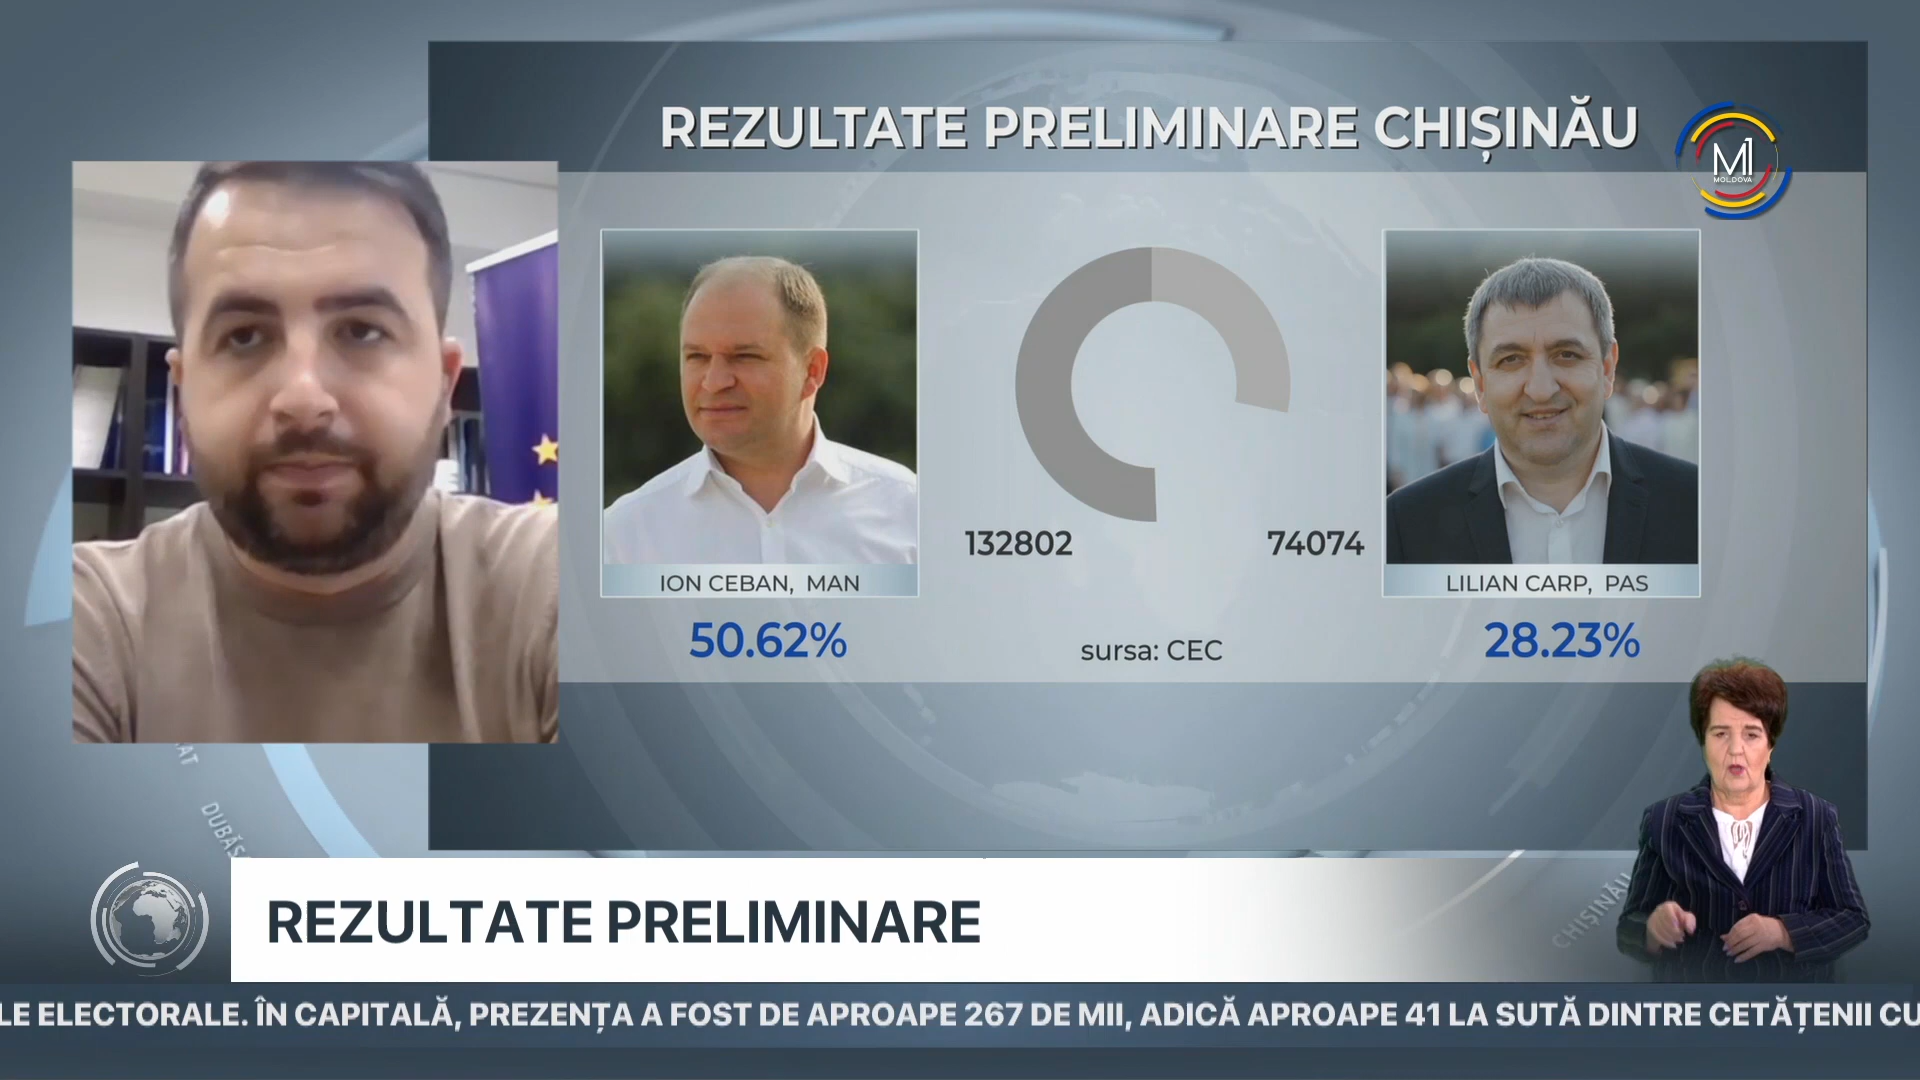 REZULTATE PRELIMINARE CHIȘINĂU
M1
MOLDOVA
132802
74074
ION CEBAN, MAN
LILIAN CARP, PAS
50.62%
sursa: CEC
28.23%
DUBĂS
CHIȘINĂU
REZULTATE PRELIMINARE
LE ELECTORALE. ÎN CAPITALĂ, PREZENȚA A FOST DE APROAPE 267 DE MII, ADICĂ APROAPE 41 LA SUTĂ DINTRE CETĂȚENII CU